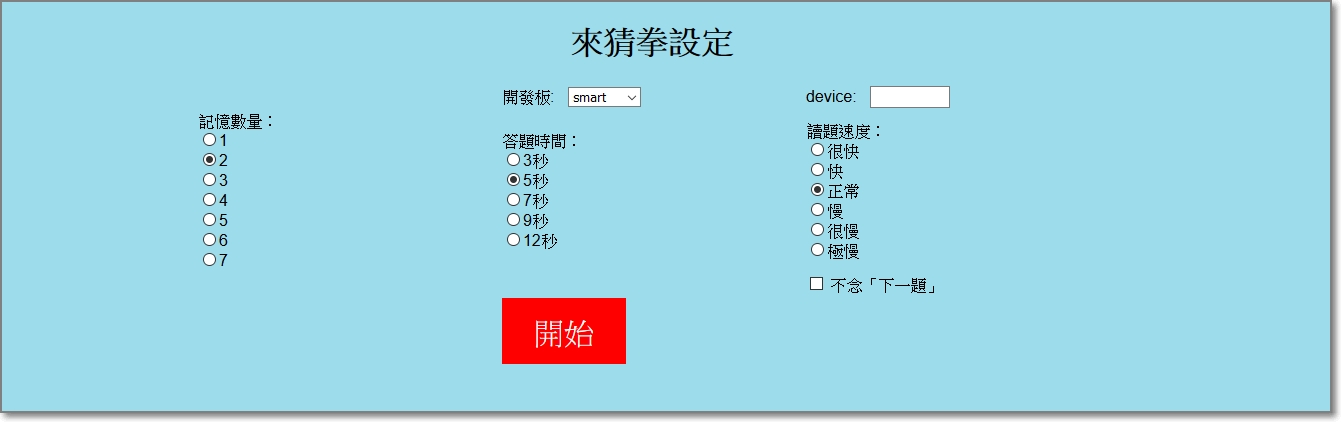 來猜拳設定
開發板: smart
device:
記憶數量：
1
2
3
4
5
6
7
答題時間：
3秒
5秒
7秒
9秒
12秒
讀題速度：
很快
快
正常
慢
很慢
極慢
不念「下一題」
開始